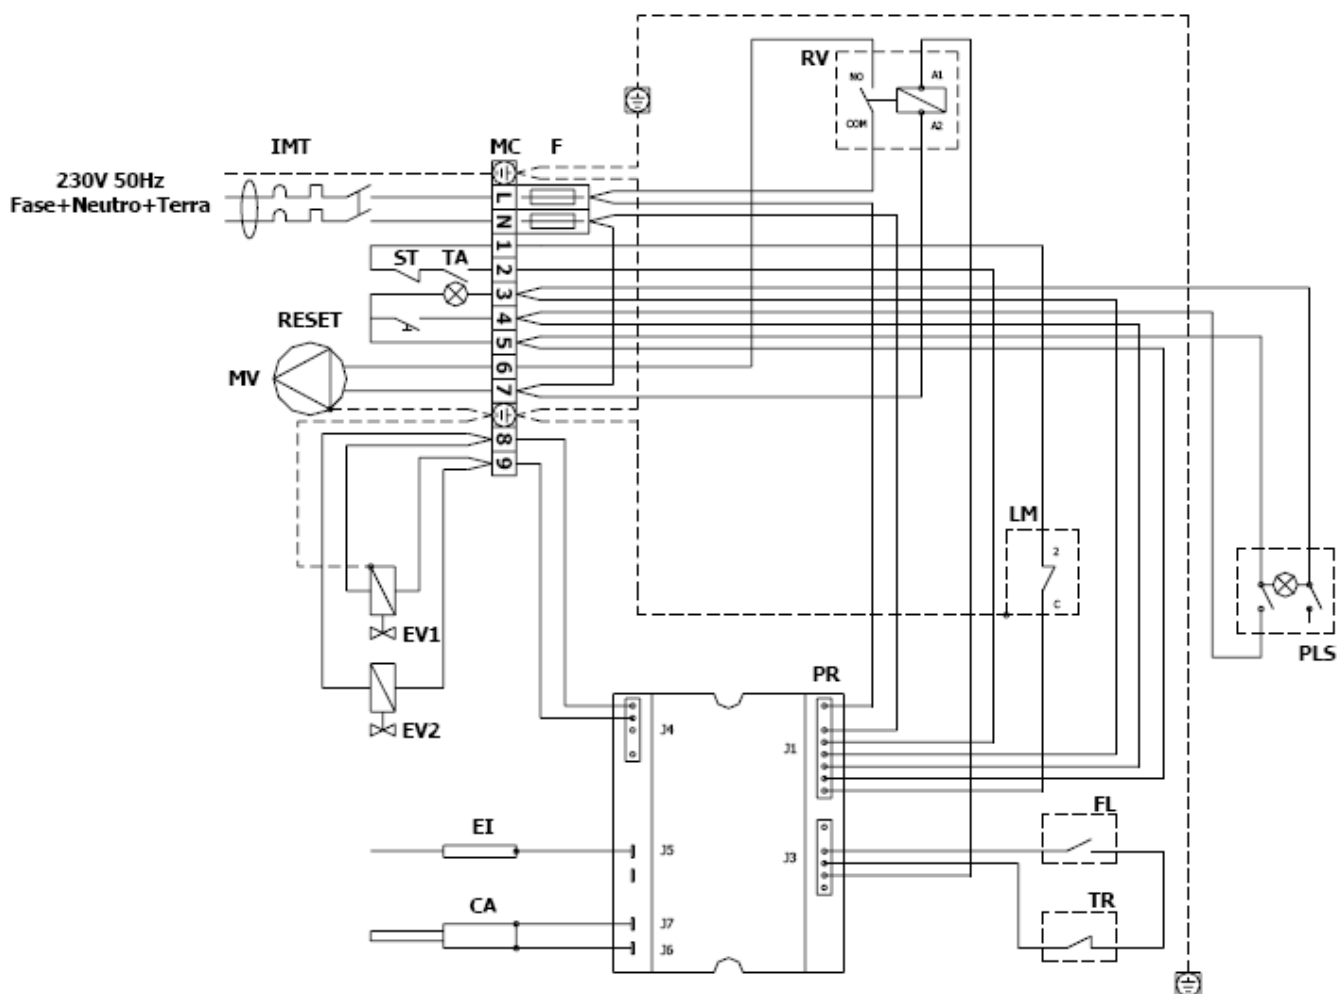 RV
NO
A1
COM
A2
IMT
MC
F
230V 50Hz
Fase+Neutro+Terra
L
N
1
ST
TA
2
3
RESET
4
5
6
MV
7
8
9
LM
2
C
EV1
PLS
EV2
PR
J4
J1
FL
EI
J5
J3
TR
CA
J7
J6